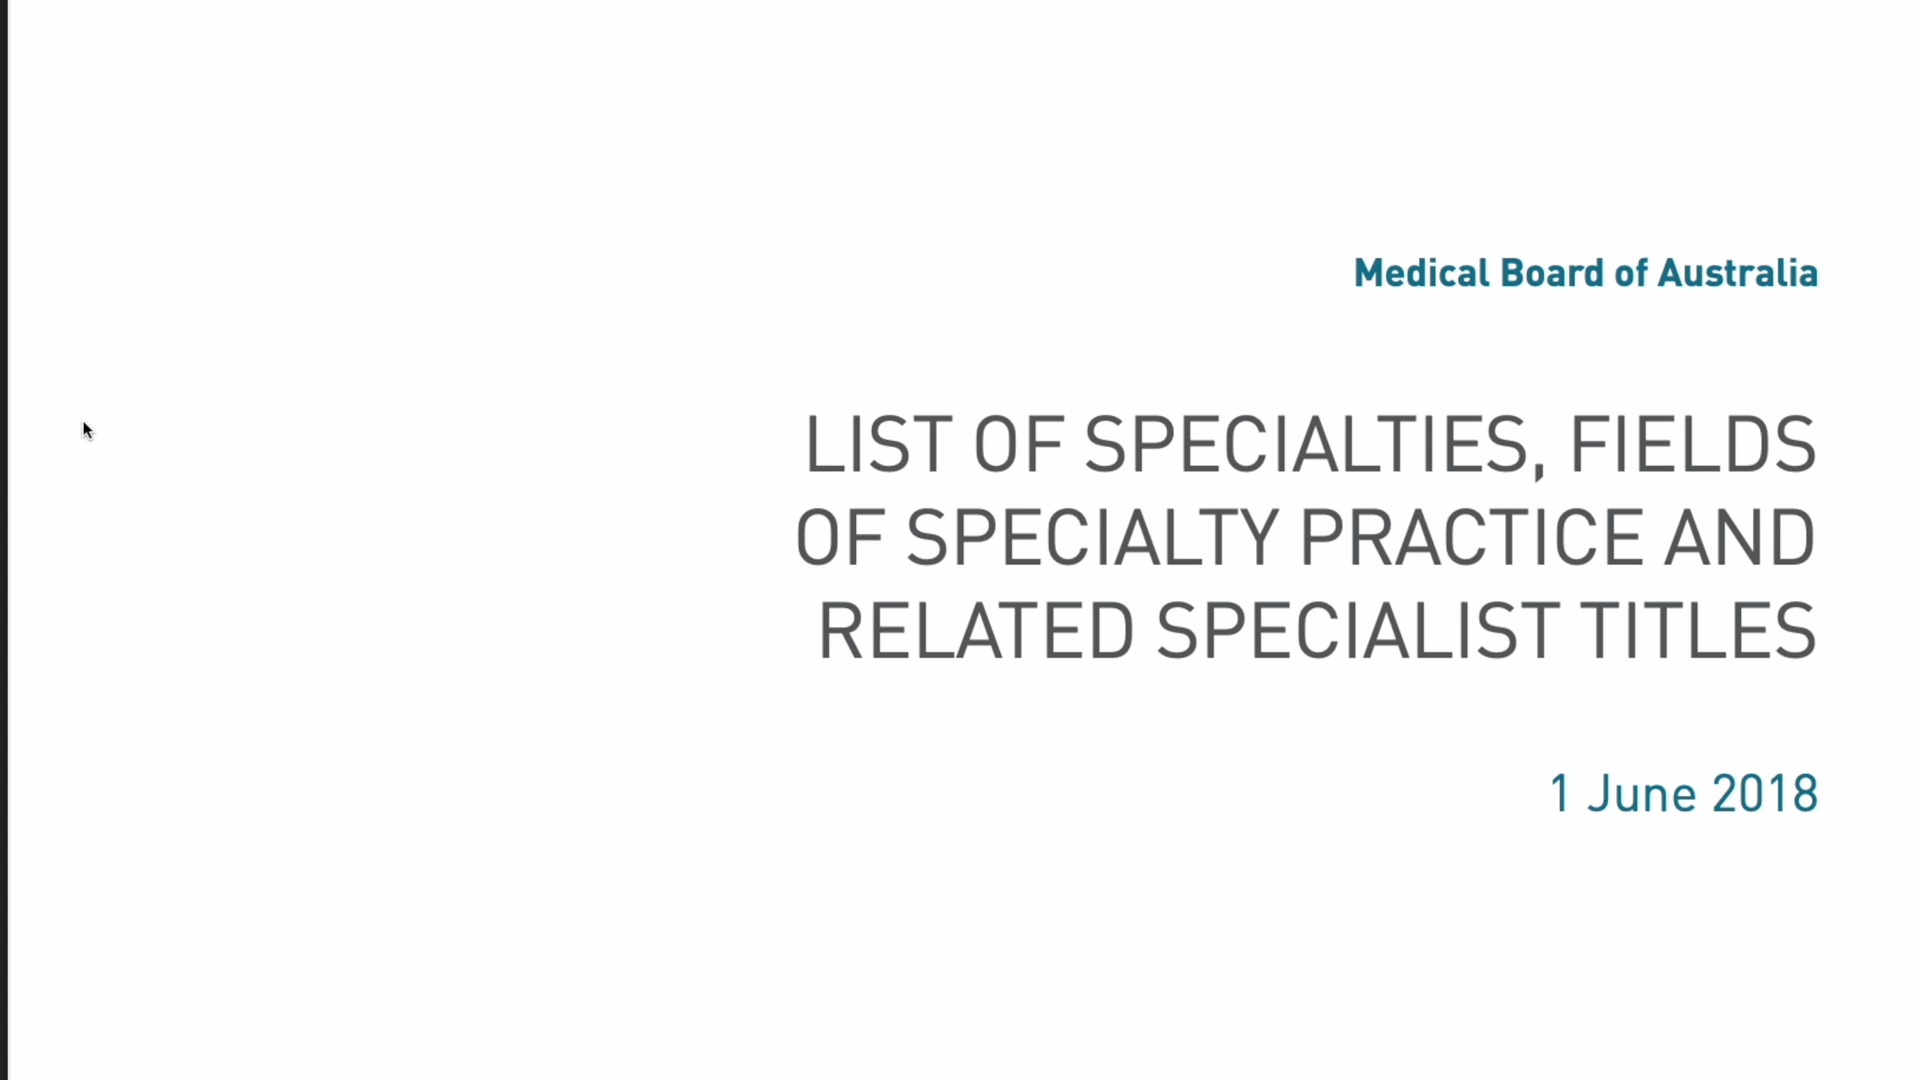 Medical Board of Australia
LIST OF SPECIALTIES, FIELDS
OF SPECIALTY PRACTICE AND
RELATED SPECIALIST TITLES
1 June 2018